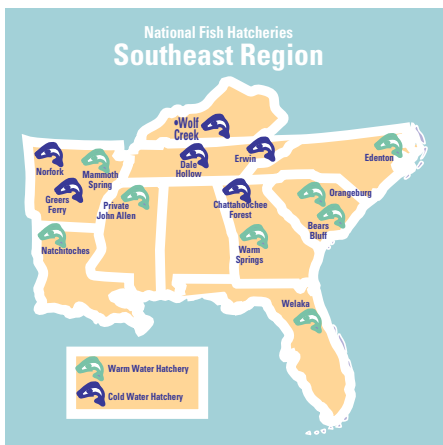 National Fish Hatcheries
Southeast Region
•Wolf
Creek
Norfork
Mammoth
Spring
Dale
Hollow
Erwin
Edenton
Greers
Ferry
Private
John Allen
Chattahoochee
Forest
Orangeburg
Bears
Bluff
Natchitoches
Warm
Springs
Welaka
Warm Water Hatchery
Cold Water Hatchery